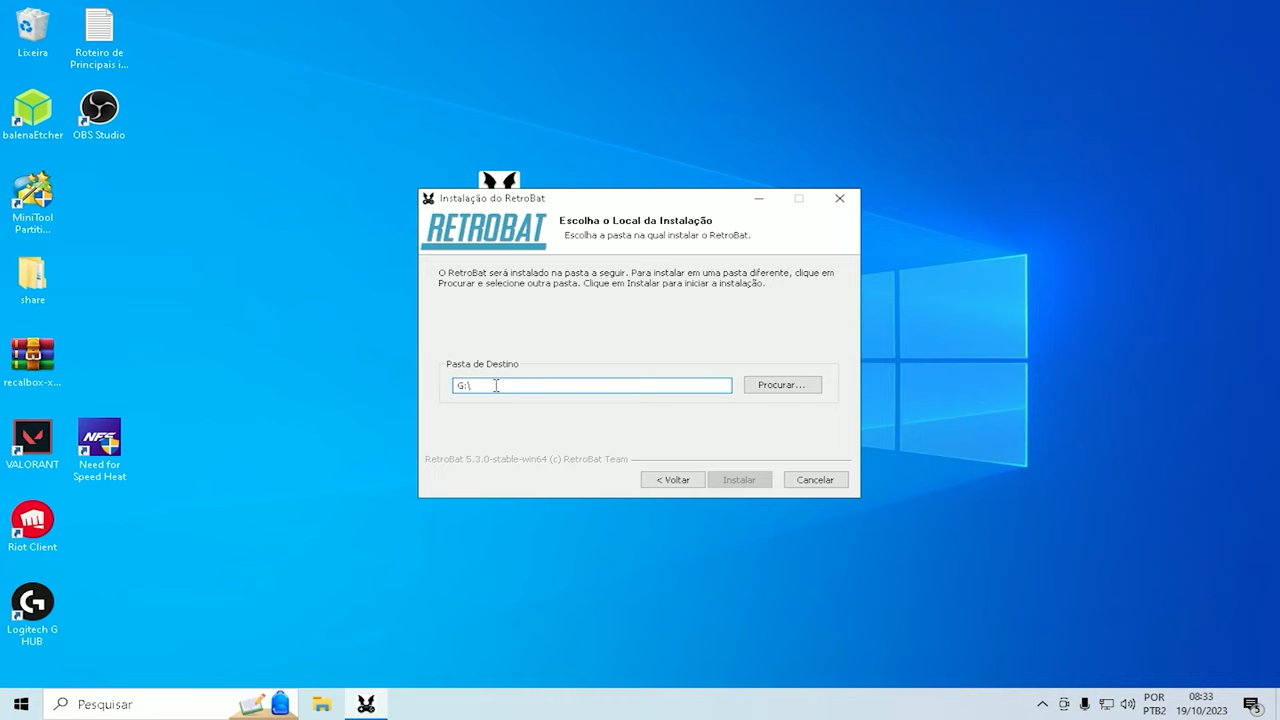 Lixeira
Roteiro de
Principais i...
balenaEtcher
OBS Studio
MiniTool
Partiti...
share
recalbox-x...
VALORANT
NFS
Need for
Speed Heat
Riot Client
Logitech G
HUB
Instalação do RetroBat
RETROBAT
Escolha o Local da Instalação
Escolha a pasta na qual instalar o RetroBat.
O RetroBat será instalado na pasta a seguir. Para instalar em uma pasta diferente, clique em
Procurar e selecione outra pasta. Clique em Instalar para iniciar a instalação.
Pasta de Destino
G:\
Procurar...
RetroBat 5.3.0-stable-win64 (c) RetroBat Team
< Voltar
Instalar
Cancelar
Pesquisar
POR
PTB2
08:33
19/10/2023
5